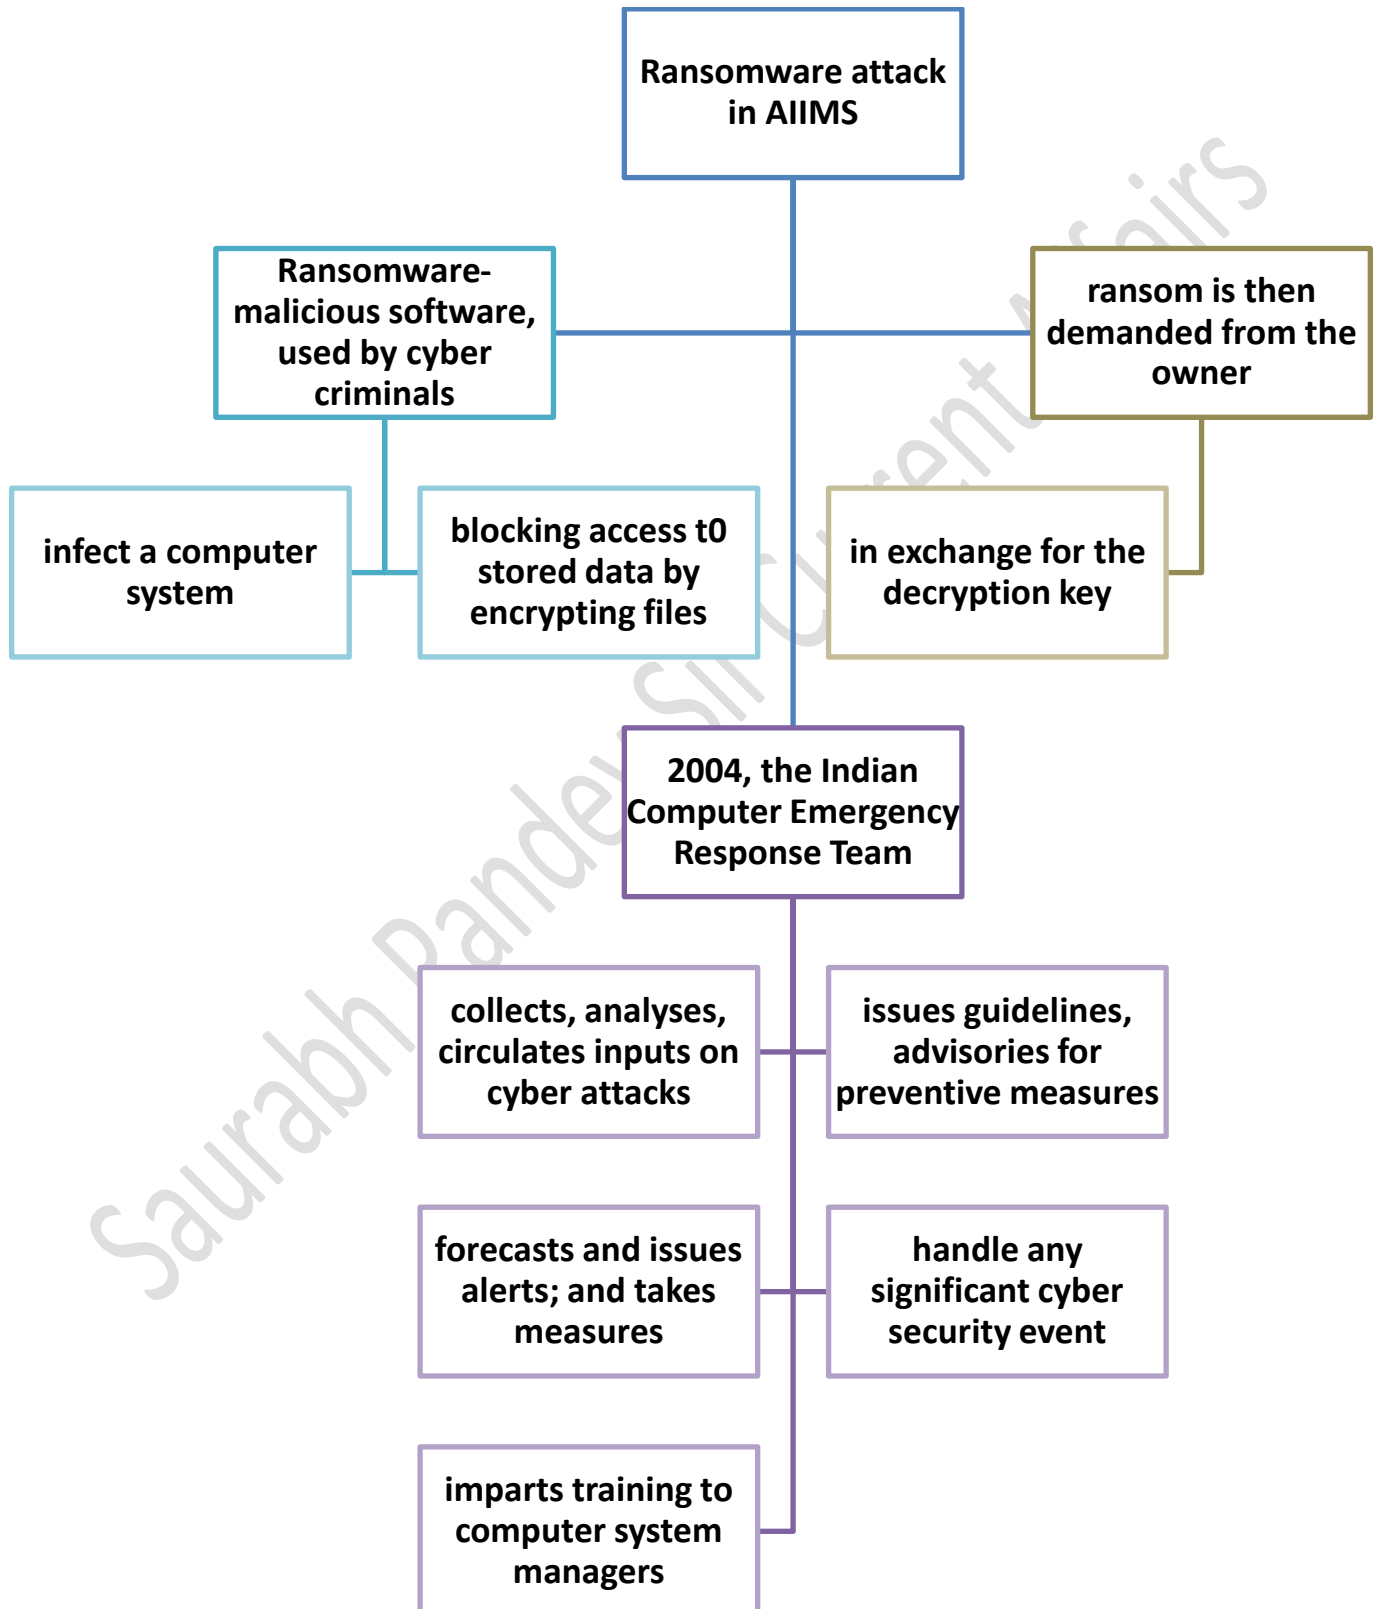 Ransomware attack
in AIIMS
Ransomware-
malicious software,
used by cyber
criminals
ransom is then
demanded from the
owner
infect a computer
system
blocking access t0
stored data by
encrypting files
in exchange for the
decryption key
2004, the Indian
Computer Emergency
Response Team
collects, analyses,
circulates inputs on
cyber attacks
issues guidelines,
advisories for
preventive measures
forecasts and issues
alerts; and takes
measures
handle any
significant cyber
security event
imparts training to
computer system
managers
Saurabh Pandey Sir Current Affairs